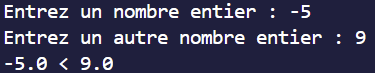 Entrez un nombre entier : -5
Entrez un autre nombre entier : 9
-5.0 < 9.0